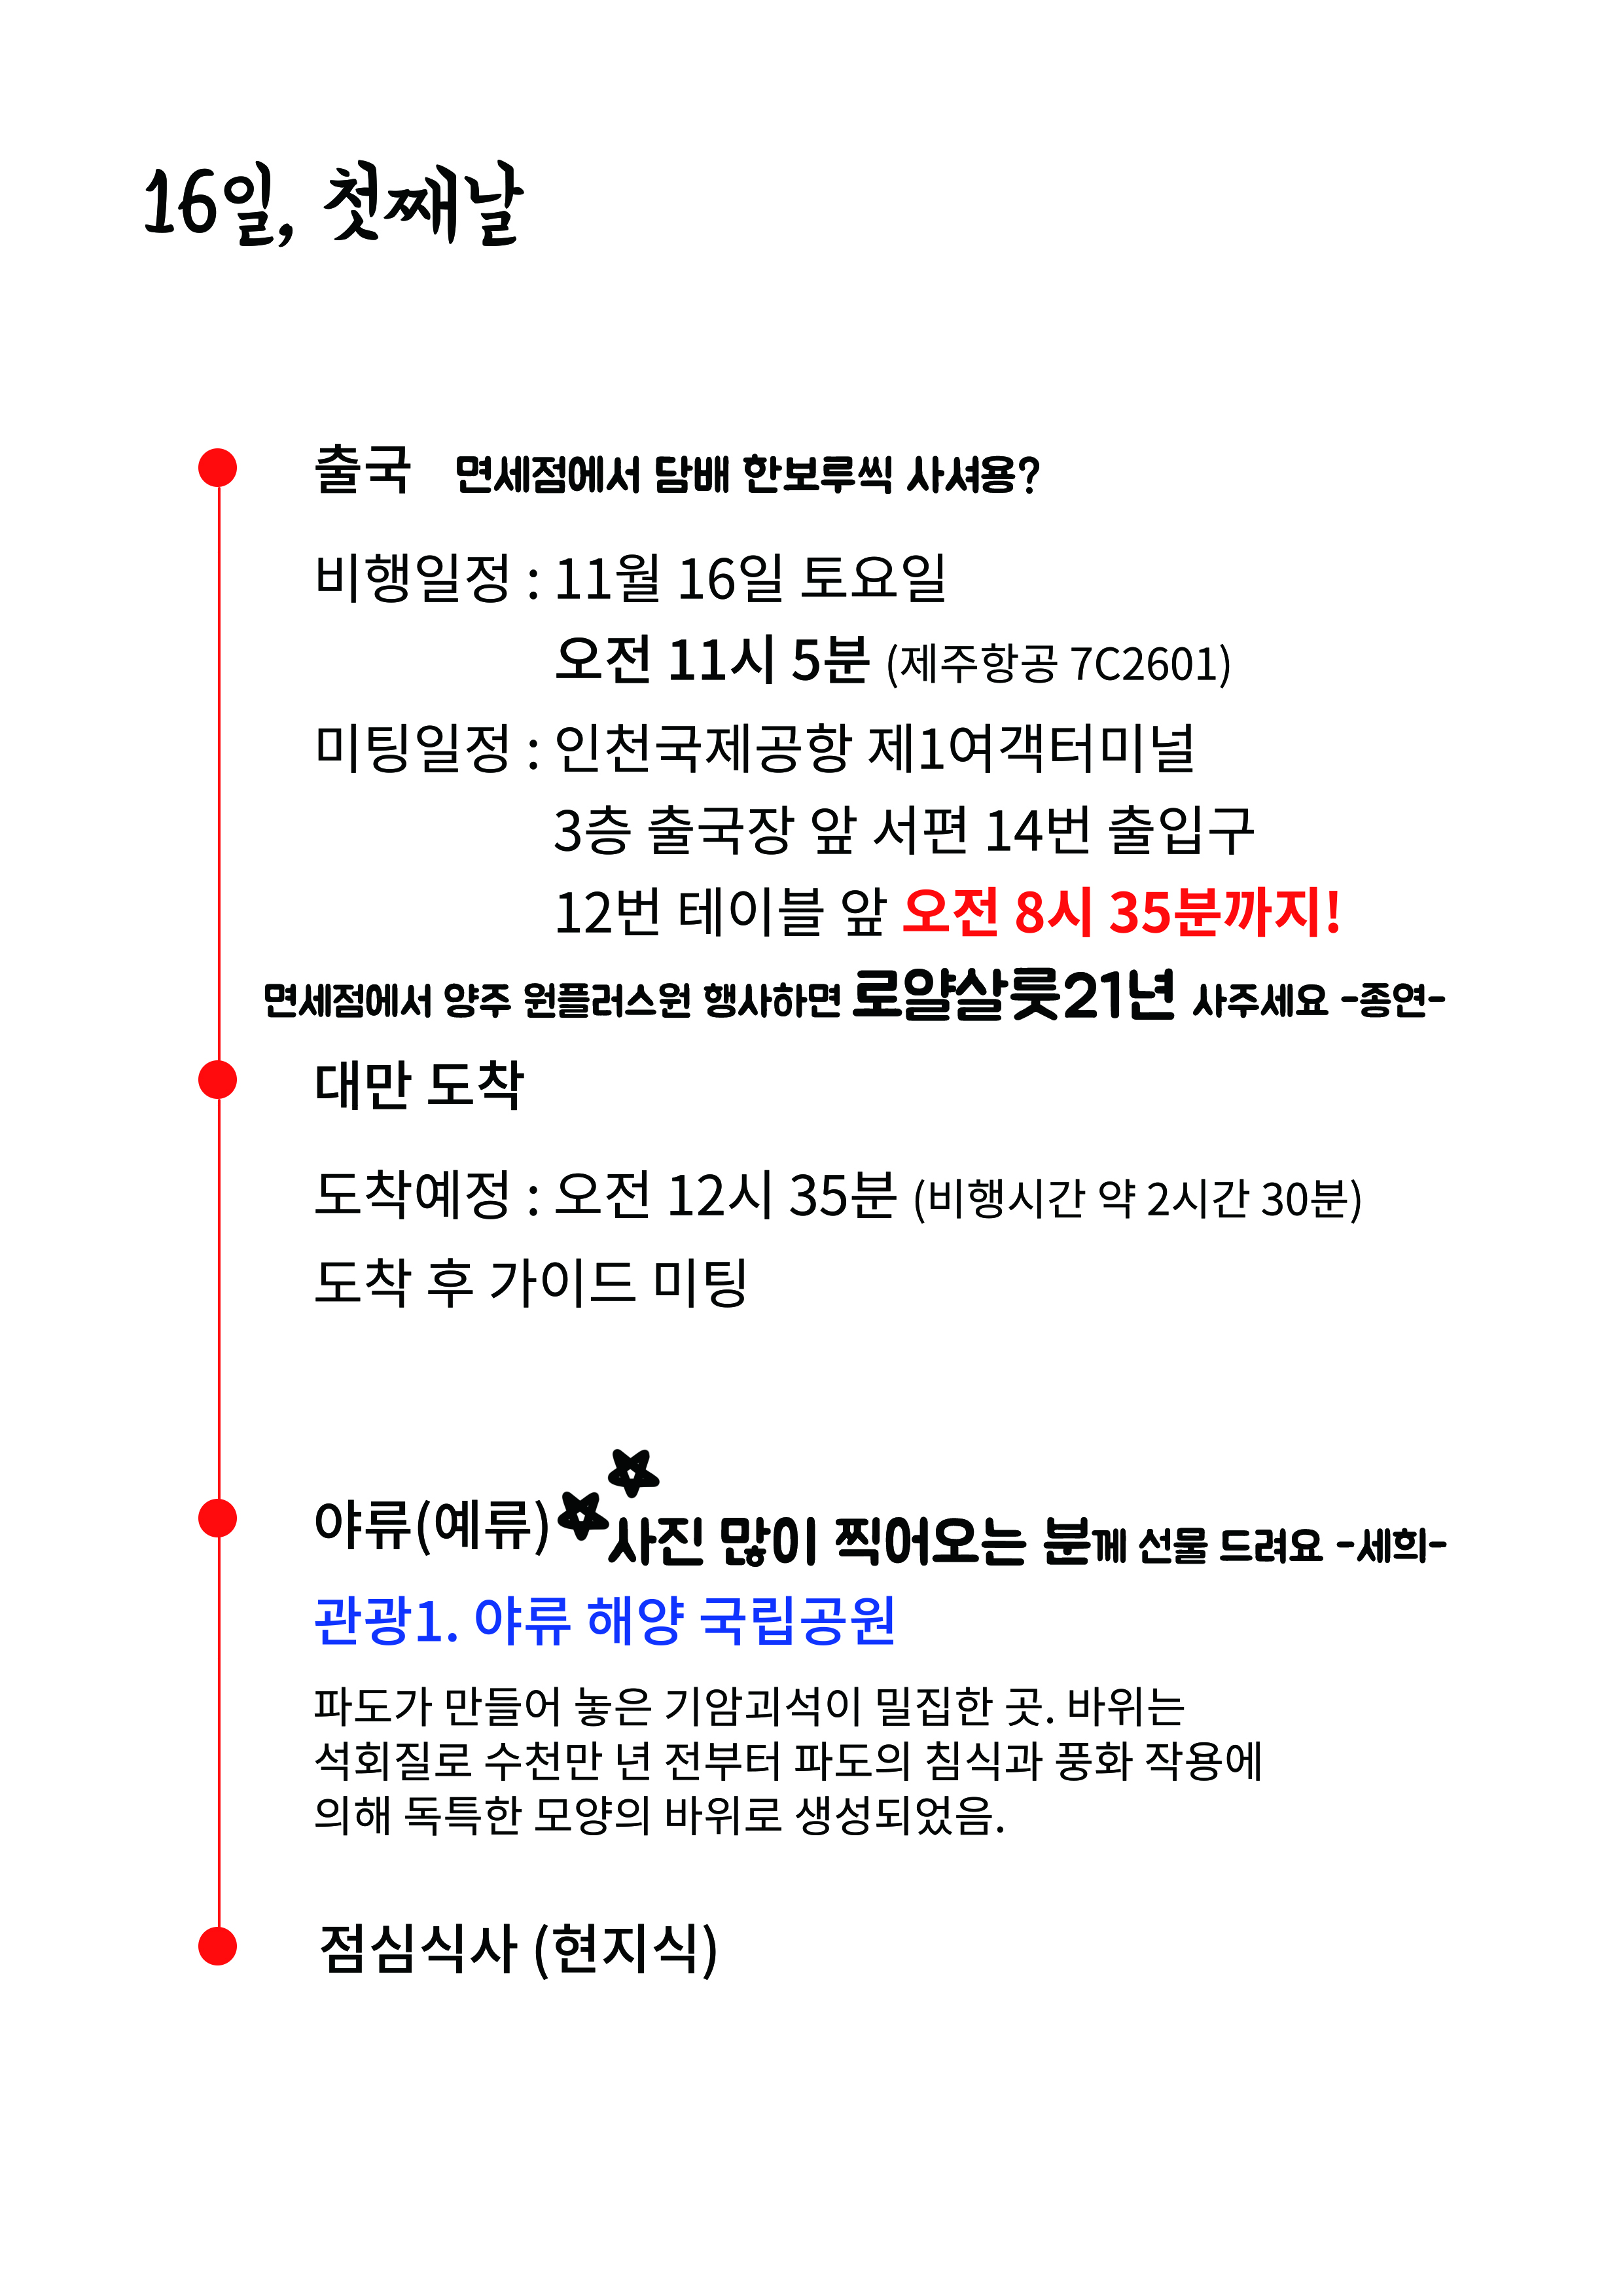 16일, 첫째날
출국 면세점에서 담배 한보루씩 사셔용?
비행일정 : 11월 16일 토요일
오전 11시 5분 (제주항공 7C2601)
미팅일정 : 인천국제공항 제1여객터미널
3층 출국장 앞 서편 14번 출입구
12번 테이블 앞 오전 8시 35분까지!
면세점에서 양주 원플러스원 행사하면 로얄살룻21년 사주세요 -종연-
대만 도착
도착예정 : 오전 12시 35분 (비행시간 약 2시간 30분)
도착 후 가이드 미팅
야류(예류) 사진 많이 찍어오는 분께 선물 드려요 -세희-
관광1. 야류 해양 국립공원
파도가 만들어 놓은 기암괴석이 밀집한 곳. 바위는
석회질로 수천만 년 전부터 파도의 침식과 풍화 작용에
의해 독특한 모양의 바위로 생성되었음.
점심식사 (현지식)